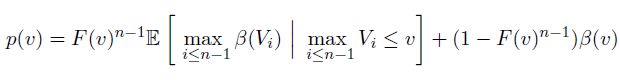 p(v) = F(v)^{n-1}𝔼[ max_{i≤n-1} β(V_i) | max_{i≤n-1} V_i ≤ v ] + (1 − F(v)^{n-1})β(v)